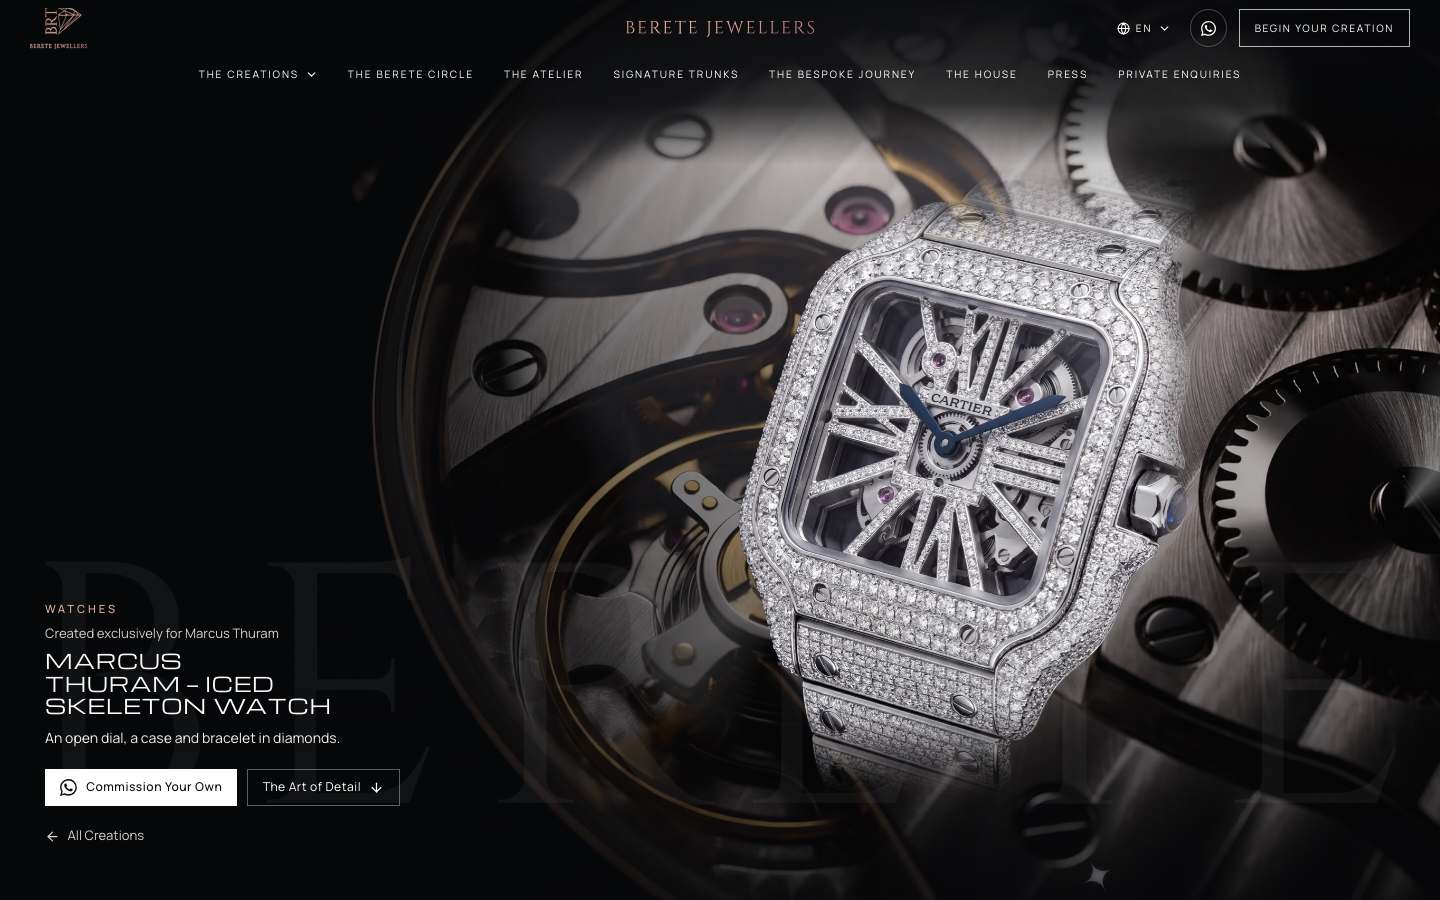 BRT
BERETE JEWELLERS
BERETE JEWELLERS
EN
BEGIN YOUR CREATION
THE CREATIONS
THE BERETE CIRCLE
THE ATELIER
SIGNATURE TRUNKS
THE BESPOKE JOURNEY
THE HOUSE
PRESS
PRIVATE ENQUIRIES
CARTIER
BERETE
WATCHES
Created exclusively for Marcus Thuram
MARCUS
THURAM – ICED
SKELETON WATCH
An open dial, a case and bracelet in diamonds.
Commission Your Own
The Art of Detail
All Creations